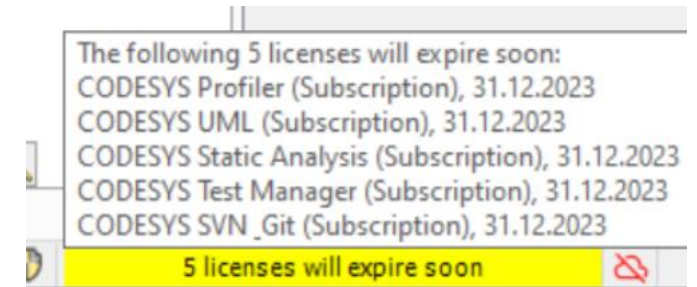 The following 5 licenses will expire soon:
CODESYS Profiler (Subscription), 31.12.2023
CODESYS UML (Subscription), 31.12.2023
CODESYS Static Analysis (Subscription), 31.12.2023
CODESYS Test Manager (Subscription), 31.12.2023
CODESYS SVN _Git (Subscription), 31.12.2023
5 licenses will expire soon